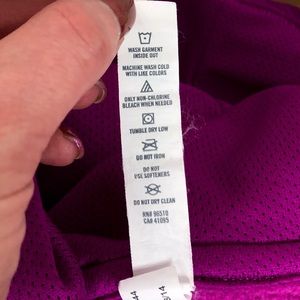 WASH GARMENT
INSIDE OUT
MACHINE WASH COLD
WITH LIKE COLORS
ONLY NON-CHLORINE
BLEACH WHEN NEEDED
TUMBLE DRY LOW
DO NOT IRON
DO NOT
USE SOFTENERS
DO NOT DRY CLEAN
RN# 96510
CA# 41095